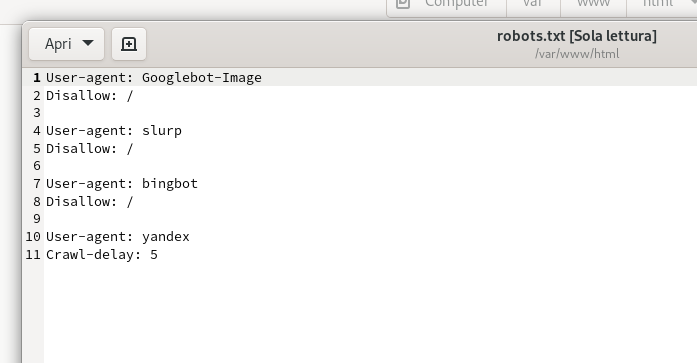 Computer var www html
Apri
robots.txt [Sola lettura]
/var/www/html
1 User-agent: Googlebot-Image
2 Disallow: /
3
4 User-agent: slurp
5 Disallow: /
6
7 User-agent: bingbot
8 Disallow: /
9
10 User-agent: yandex
11 Crawl-delay: 5